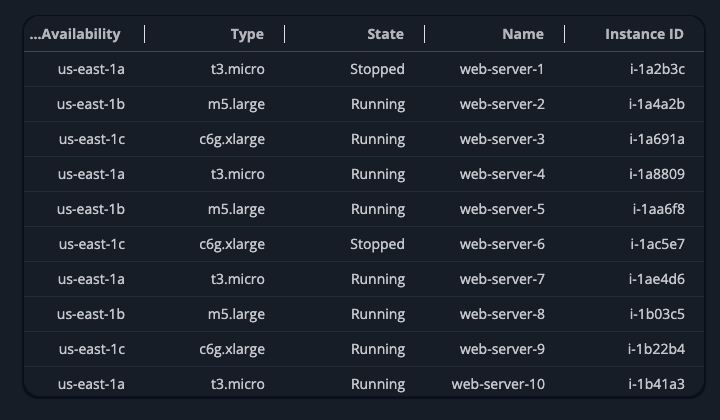 ...Availability Type State Name Instance ID
us-east-1a t3.micro Stopped web-server-1 i-1a2b3c
us-east-1b m5.large Running web-server-2 i-1a4a2b
us-east-1c c6g.xlarge Running web-server-3 i-1a691a
us-east-1a t3.micro Running web-server-4 i-1a8809
us-east-1b m5.large Running web-server-5 i-1aa6f8
us-east-1c c6g.xlarge Stopped web-server-6 i-1ac5e7
us-east-1a t3.micro Running web-server-7 i-1ae4d6
us-east-1b m5.large Running web-server-8 i-1b03c5
us-east-1c c6g.xlarge Running web-server-9 i-1b22b4
us-east-1a t3.micro Running web-server-10 i-1b41a3